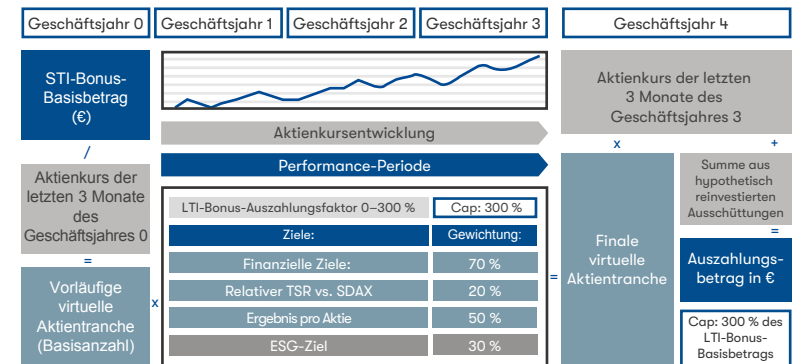 Geschäftsjahr 0
Geschäftsjahr 1
Geschäftsjahr 2
Geschäftsjahr 3
Geschäftsjahr 4
STI-Bonus-
Basisbetrag
(€)
/
Aktienkurs der
letzten 3 Monate
des
Geschäftsjahres 0
=
Vorläufige
virtuelle
Aktientranche
(Basisanzahl)
x
Aktienkursentwicklung
Performance-Periode
LTI-Bonus-Auszahlungsfaktor 0–300 %
Cap: 300 %
Ziele:
Gewichtung:
Finanzielle Ziele:
70 %
Relativer TSR vs. SDAX
20 %
Ergebnis pro Aktie
50 %
ESG-Ziel
30 %
=
Aktienkurs der letzten
3 Monate des
Geschäftsjahres 3
x
+
Finale
virtuelle
Aktientranche
Summe aus
hypothetisch
reinvestierten
Ausschüttungen
=
Auszahlungs-
betrag in €
Cap: 300 % des
LTI-Bonus-
Basisbetrags